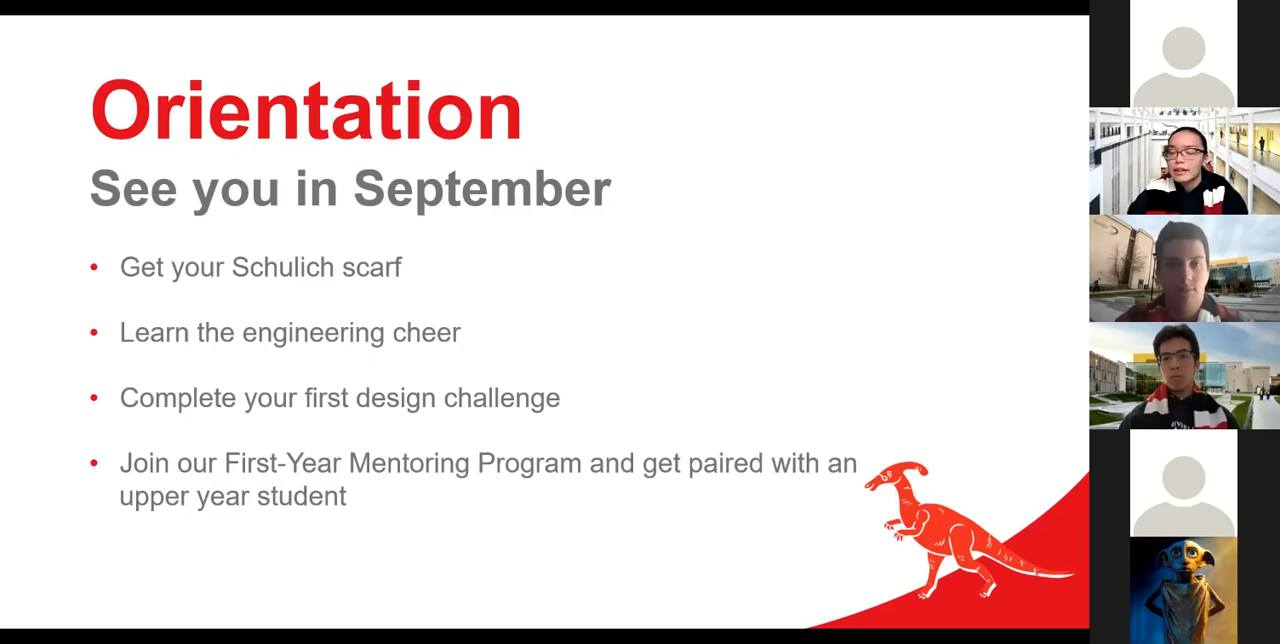 Orientation
See you in September
• Get your Schulich scarf
• Learn the engineering cheer
• Complete your first design challenge
• Join our First-Year Mentoring Program and get paired with an
upper year student